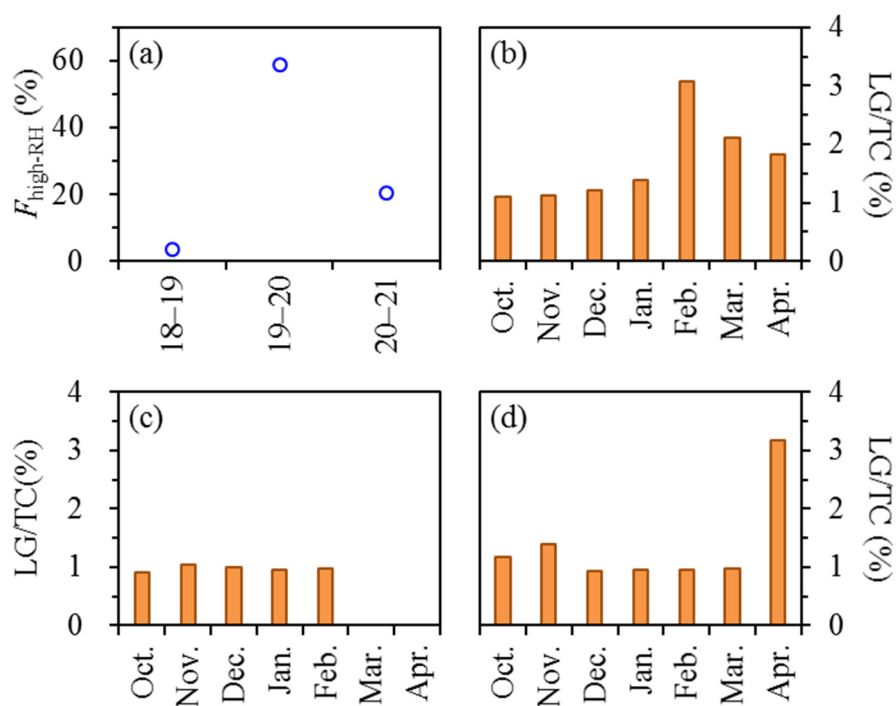 (a)
F high-RH (%)
60
40
20
0
18–19
19–20
20–21
(b)
LG/TC (%)
4
3
2
1
0
Oct.
Nov.
Dec.
Jan.
Feb.
Mar.
Apr.
(c)
LG/TC(%)
4
3
2
1
0
Oct.
Nov.
Dec.
Jan.
Feb.
Mar.
Apr.
(d)
LG/TC (%)
4
3
2
1
0
Oct.
Nov.
Dec.
Jan.
Feb.
Mar.
Apr.